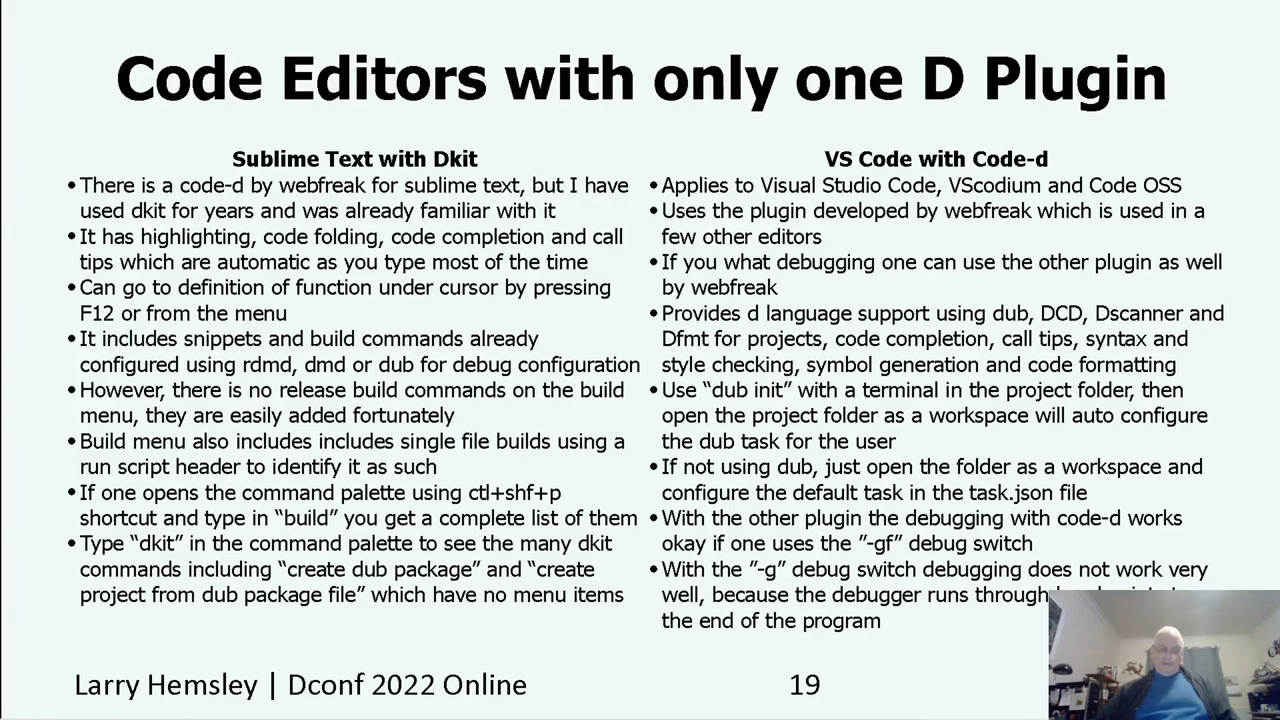 Code Editors with only one D Plugin
Sublime Text with Dkit
•There is a code-d by webfreak for sublime text, but I have
used dkit for years and was already familiar with it
•It has highlighting, code folding, code completion and call
tips which are automatic as you type most of the time
•Can go to definition of function under cursor by pressing
F12 or from the menu
•It includes snippets and build commands already
configured using rdmd, dmd or dub for debug configuration
•However, there is no release build commands on the build
menu, they are easily added fortunately
•Build menu also includes includes single file builds using a
run script header to identify it as such
•If one opens the command palette using ctl+shf+p
shortcut and type in “build” you get a complete list of them
•Type “dkit” in the command palette to see the many dkit
commands including “create dub package” and “create
project from dub package file” which have no menu items
VS Code with Code-d
•Applies to Visual Studio Code, VScodium and Code OSS
•Uses the plugin developed by webfreak which is used in a
few other editors
•If you what debugging one can use the other plugin as well
by webfreak
•Provides d language support using dub, DCD, Dscanner and
Dfmt for projects, code completion, call tips, syntax and
style checking, symbol generation and code formatting
•Use “dub init” with a terminal in the project folder, then
open the project folder as a workspace will auto configure
the dub task for the user
•If not using dub, just open the folder as a workspace and
configure the default task in the task.json file
•With the other plugin the debugging with code-d works
okay if one uses the ”-gf” debug switch
•With the ”-g” debug switch debugging does not work very
well, because the debugger runs through
the end of the program
Larry Hemsley | Dconf 2022 Online
19